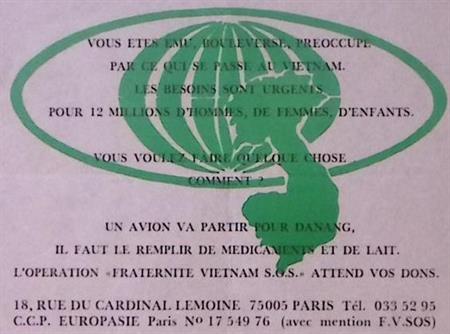 VOUS ETES EMU, BOULEVERSE, PREOCCUPE
PAR CE QUI SE PASSE AU VIETNAM.
LES BESOINS SONT URGENTS
POUR 12 MILLIONS D'HOMMES, DE FEMMES, D'ENFANTS.
VOUS VOULEZ FAIRE QUELQUE CHOSE
COMMENT ?
UN AVION VA PARTIR POUR DANANG,
IL FAUT LE REMPLIR DE MEDICAMENTS ET DE LAIT.
L'OPERATION «FRATERNITE VIETNAM S.O.S» ATTEND VOS DONS.
18, RUE DU CARDINAL LEMOINE 75005 PARIS Tél. 033 52 95
C.C.P. EUROPASIE Paris No 17 549 76 (avec mention F.V.SOS)